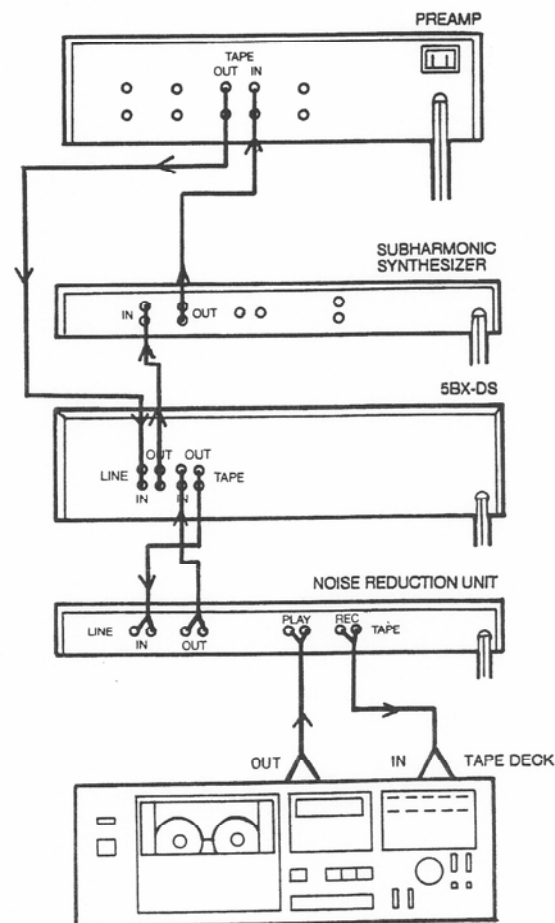 PREAMP
TAPE
OUT IN
SUBHARMONIC
SYNTHESIZER
IN OUT
5BX-DS
OUT OUT
LINE TAPE
IN IN
NOISE REDUCTION UNIT
LINE IN OUT PLAY REC TAPE
OUT IN TAPE DECK